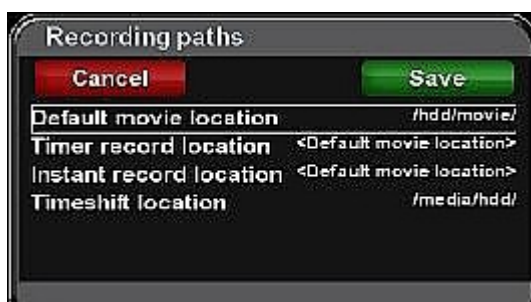 Recording paths
Cancel Save
Default movie location /hdd/movie/
Timer record location <Default movie location>
Instant record location <Default movie location>
Timeshift location /media/hdd/